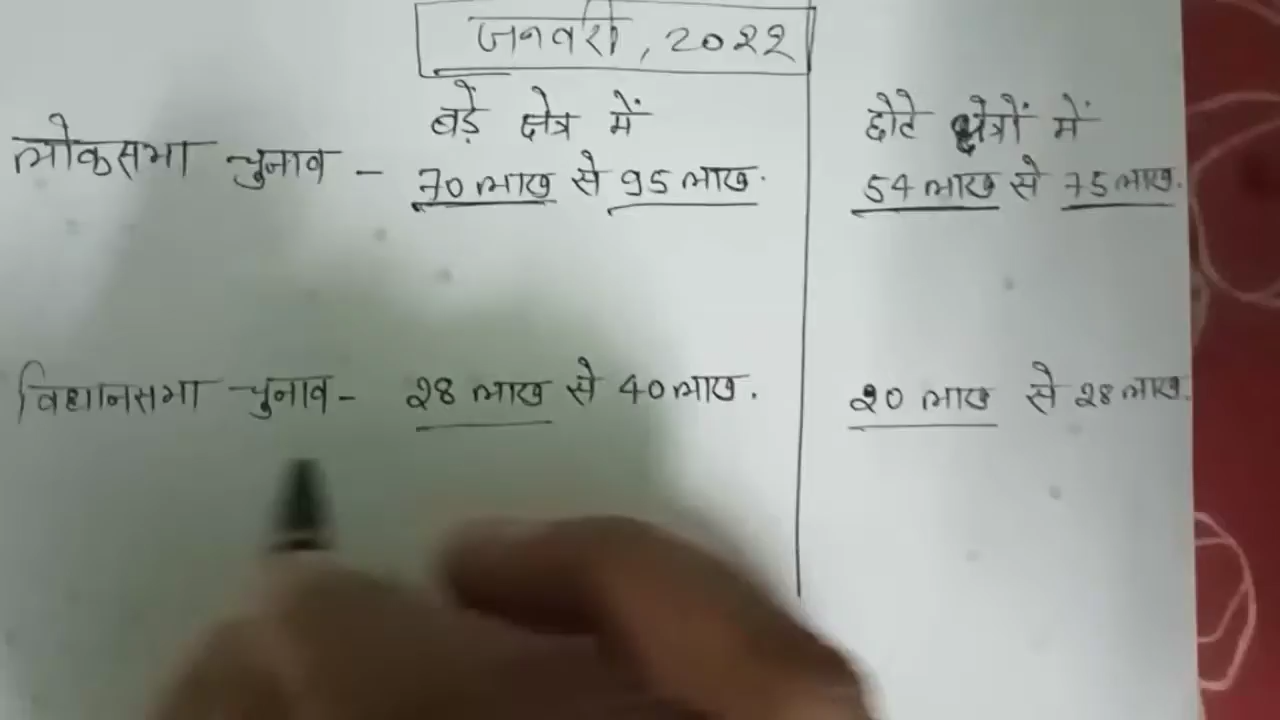 जनवरी, 2022
बड़ें क्षेत्र में
छोटे क्षेत्रों में
लोकसभा चुनाव - 70 लाख से 95 लाख.
54 लाख से 75 लाख.
विधानसभा चुनाव - 28 लाख से 40 लाख.
20 लाख से 28 लाख.